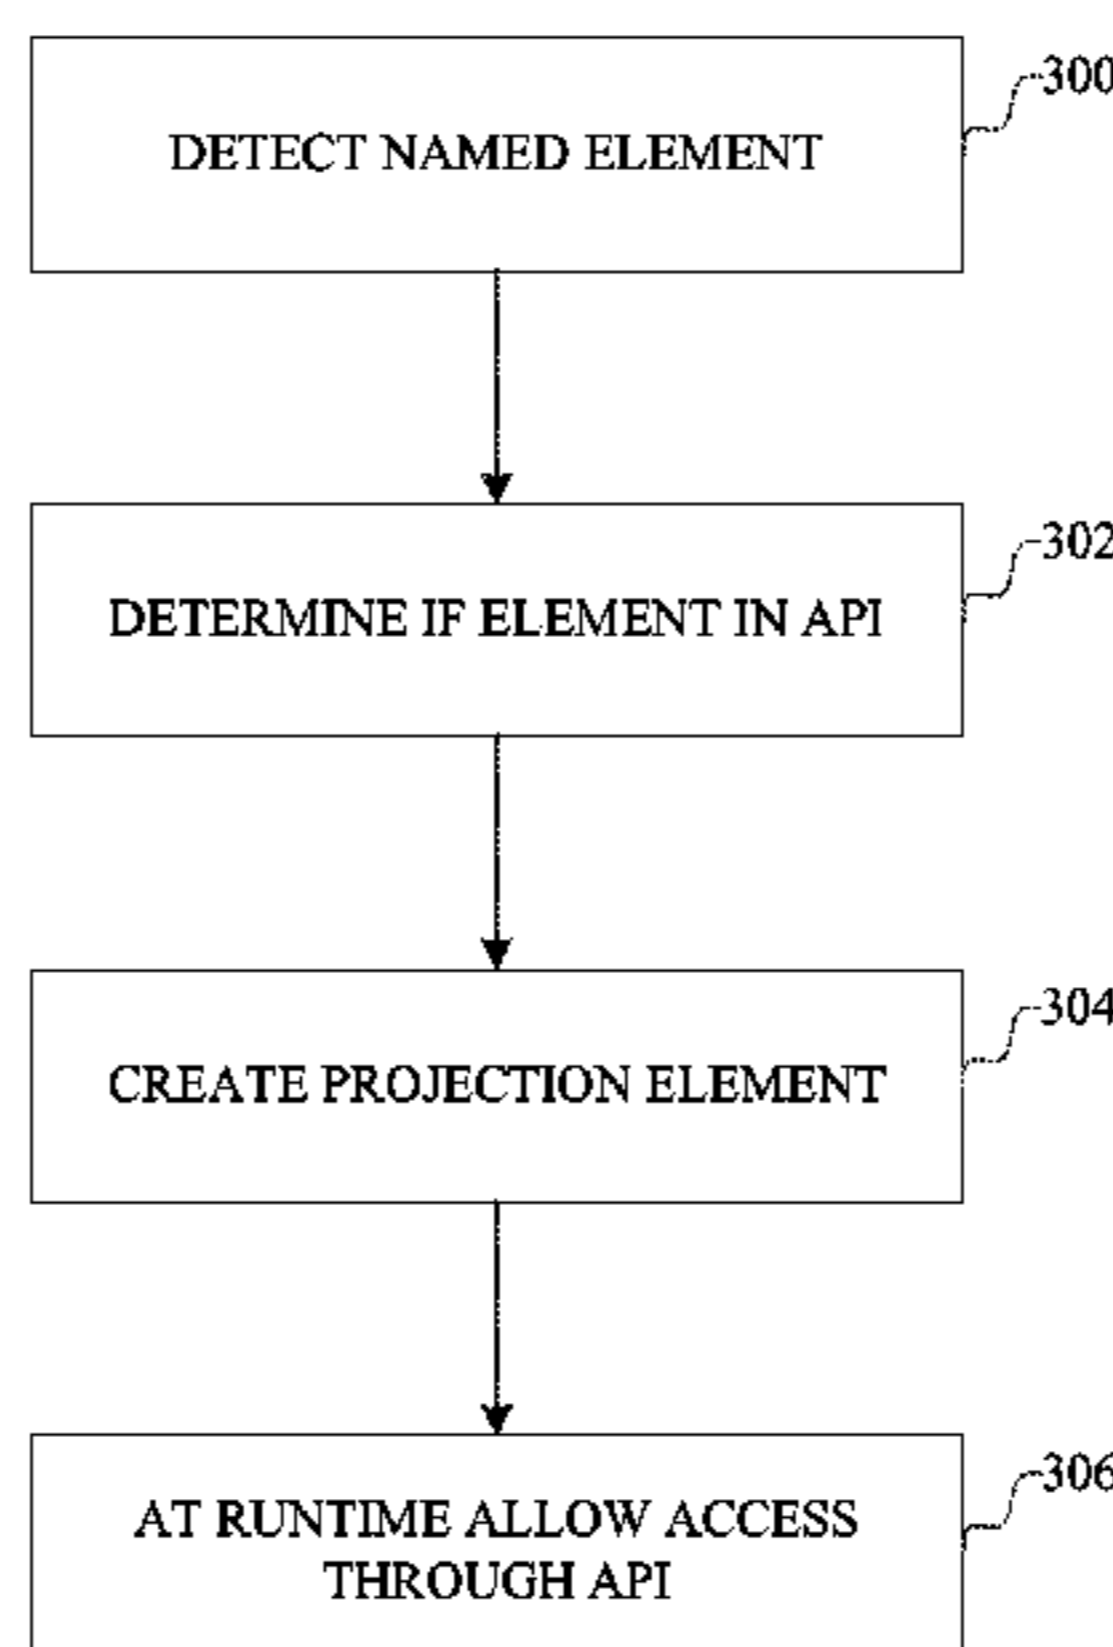 DETECT NAMED ELEMENT
300
DETERMINE IF ELEMENT IN API
302
CREATE PROJECTION ELEMENT
304
AT RUNTIME ALLOW ACCESS
THROUGH API
306